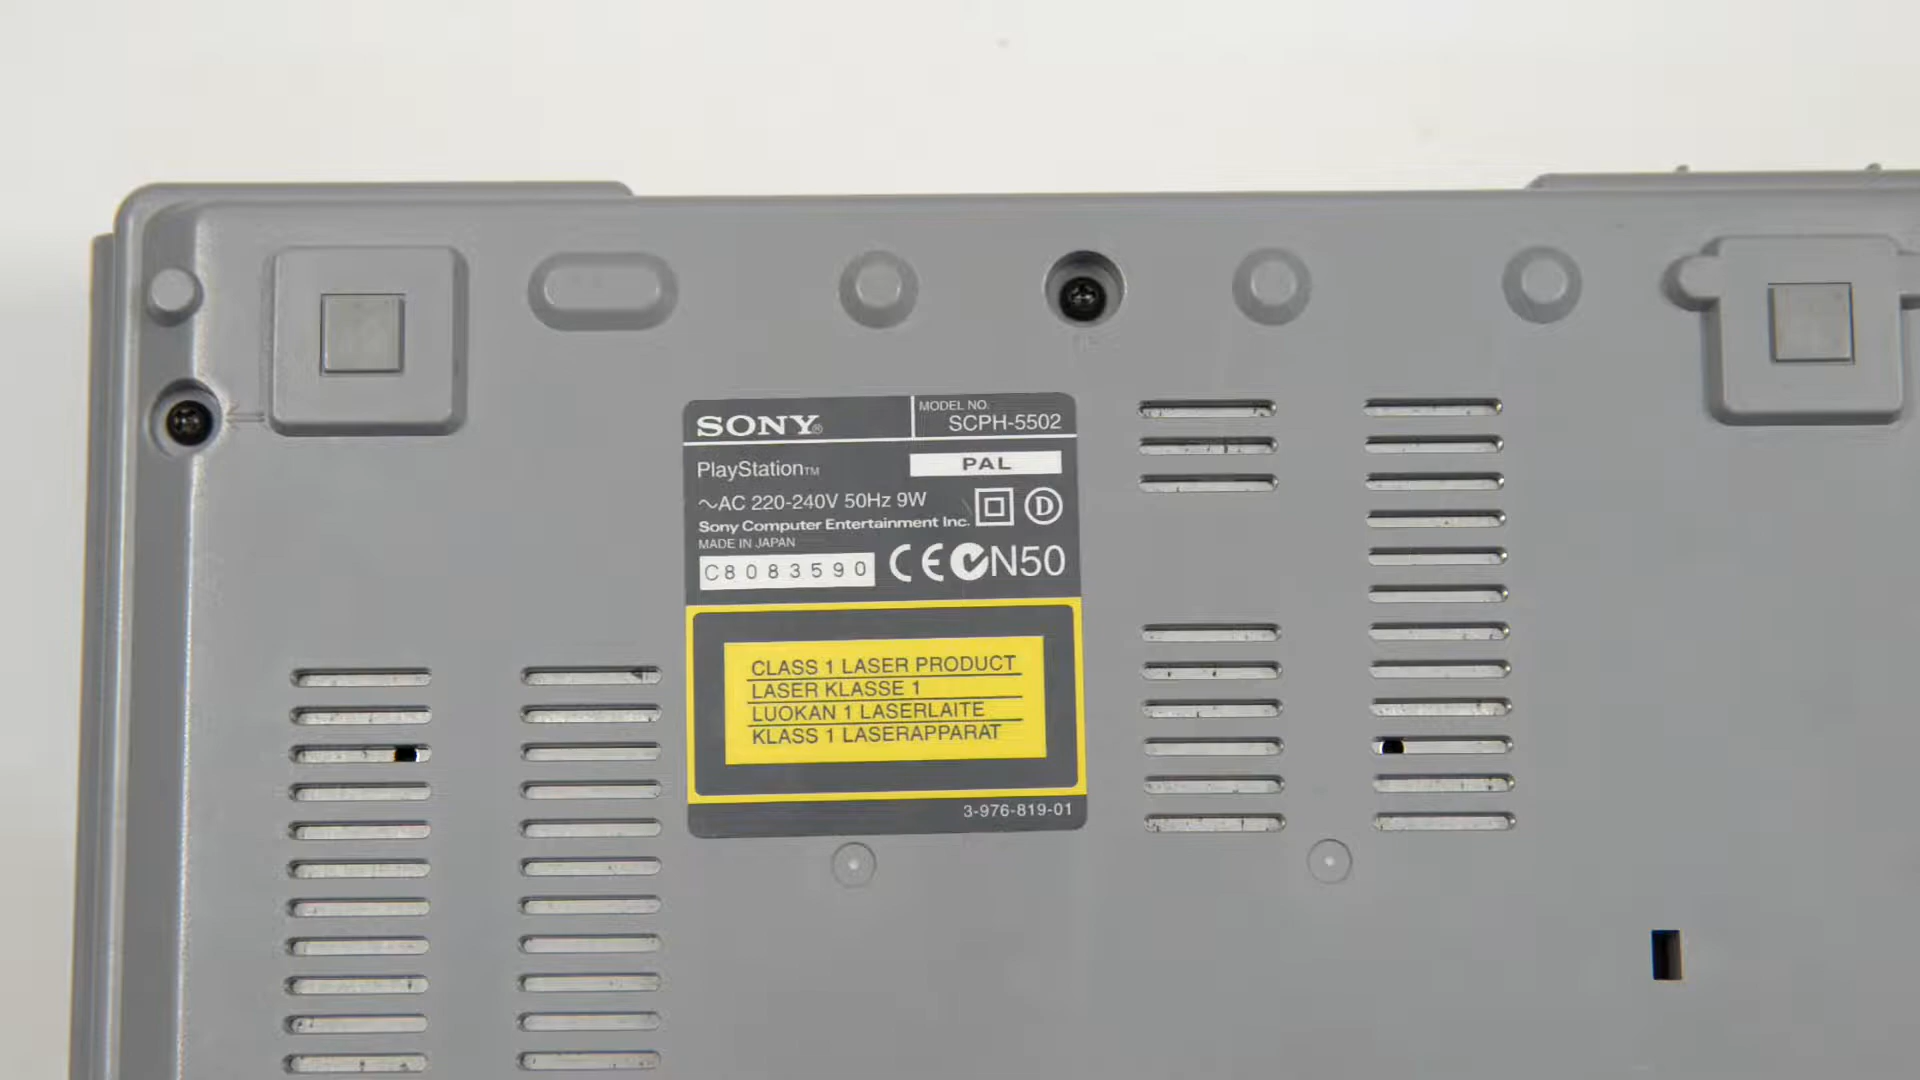 SONY®
MODEL NO.
SCPH-5502
PlayStation™
PAL
~AC 220-240V 50Hz 9W
D
Sony Computer Entertainment Inc.
MADE IN JAPAN
C8083590
CE N50
CLASS 1 LASER PRODUCT
LASER KLASSE 1
LUOKAN 1 LASERLAITE
KLASS 1 LASERAPPARAT
3-976-819-01